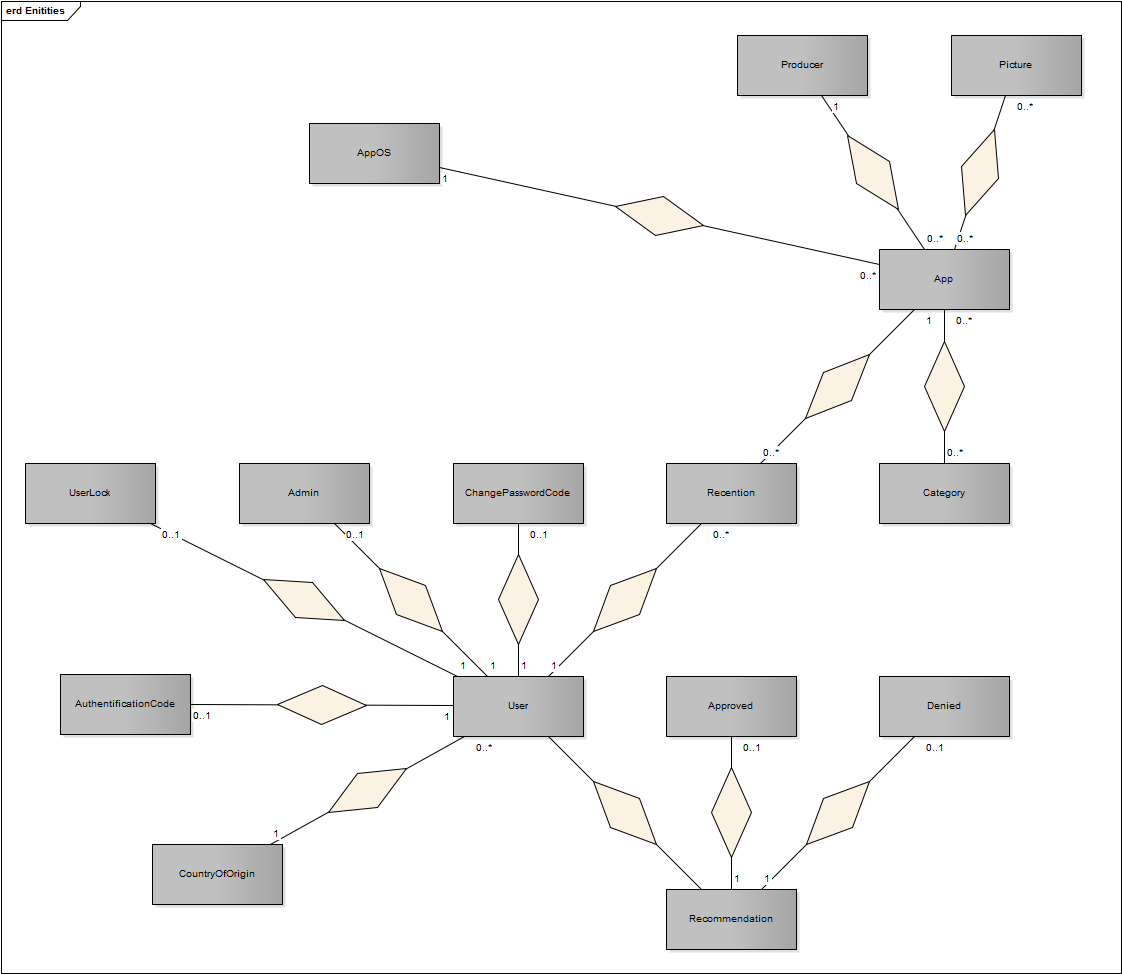 erd Enitities
Producer
Picture
1
0..*
AppOS
1
0..*
0..*
0..*
App
1
0..*
0..*
0..*
UserLock
Admin
ChangePasswordCode
Recention
Category
0..1
0..1
0..1
0..*
1
1
1
1
AuthentificationCode
0..1
1
User
Approved
Denied
0..*
0..1
0..1
1
CountryOfOrigin
1
1
Recommendation